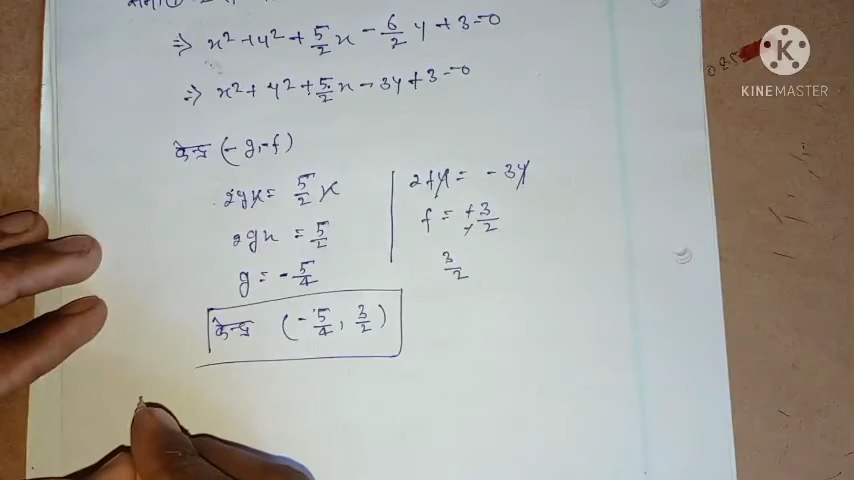 ⇒ x² + y² + 5/2 x - 6/2 y + 3 = 0
⇒ x² + y² + 5/2 x - 3y + 3 = 0
केन्द्र (-g, -f)
2gx = 5/2 x
2gx = 5/2
g = - 5/4
2fy = - 3y
f = + 3/2
3/2
केन्द्र (- 5/4, 3/2)
K
KINEMASTER